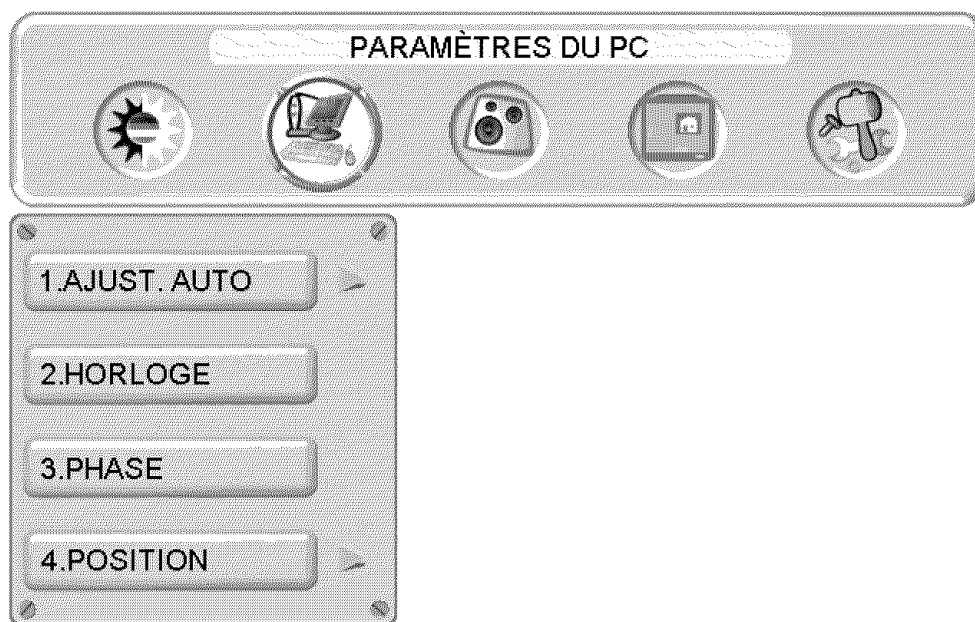 PARAMÈTRES DU PC
1.AJUST. AUTO
2.HORLOGE
3.PHASE
4.POSITION